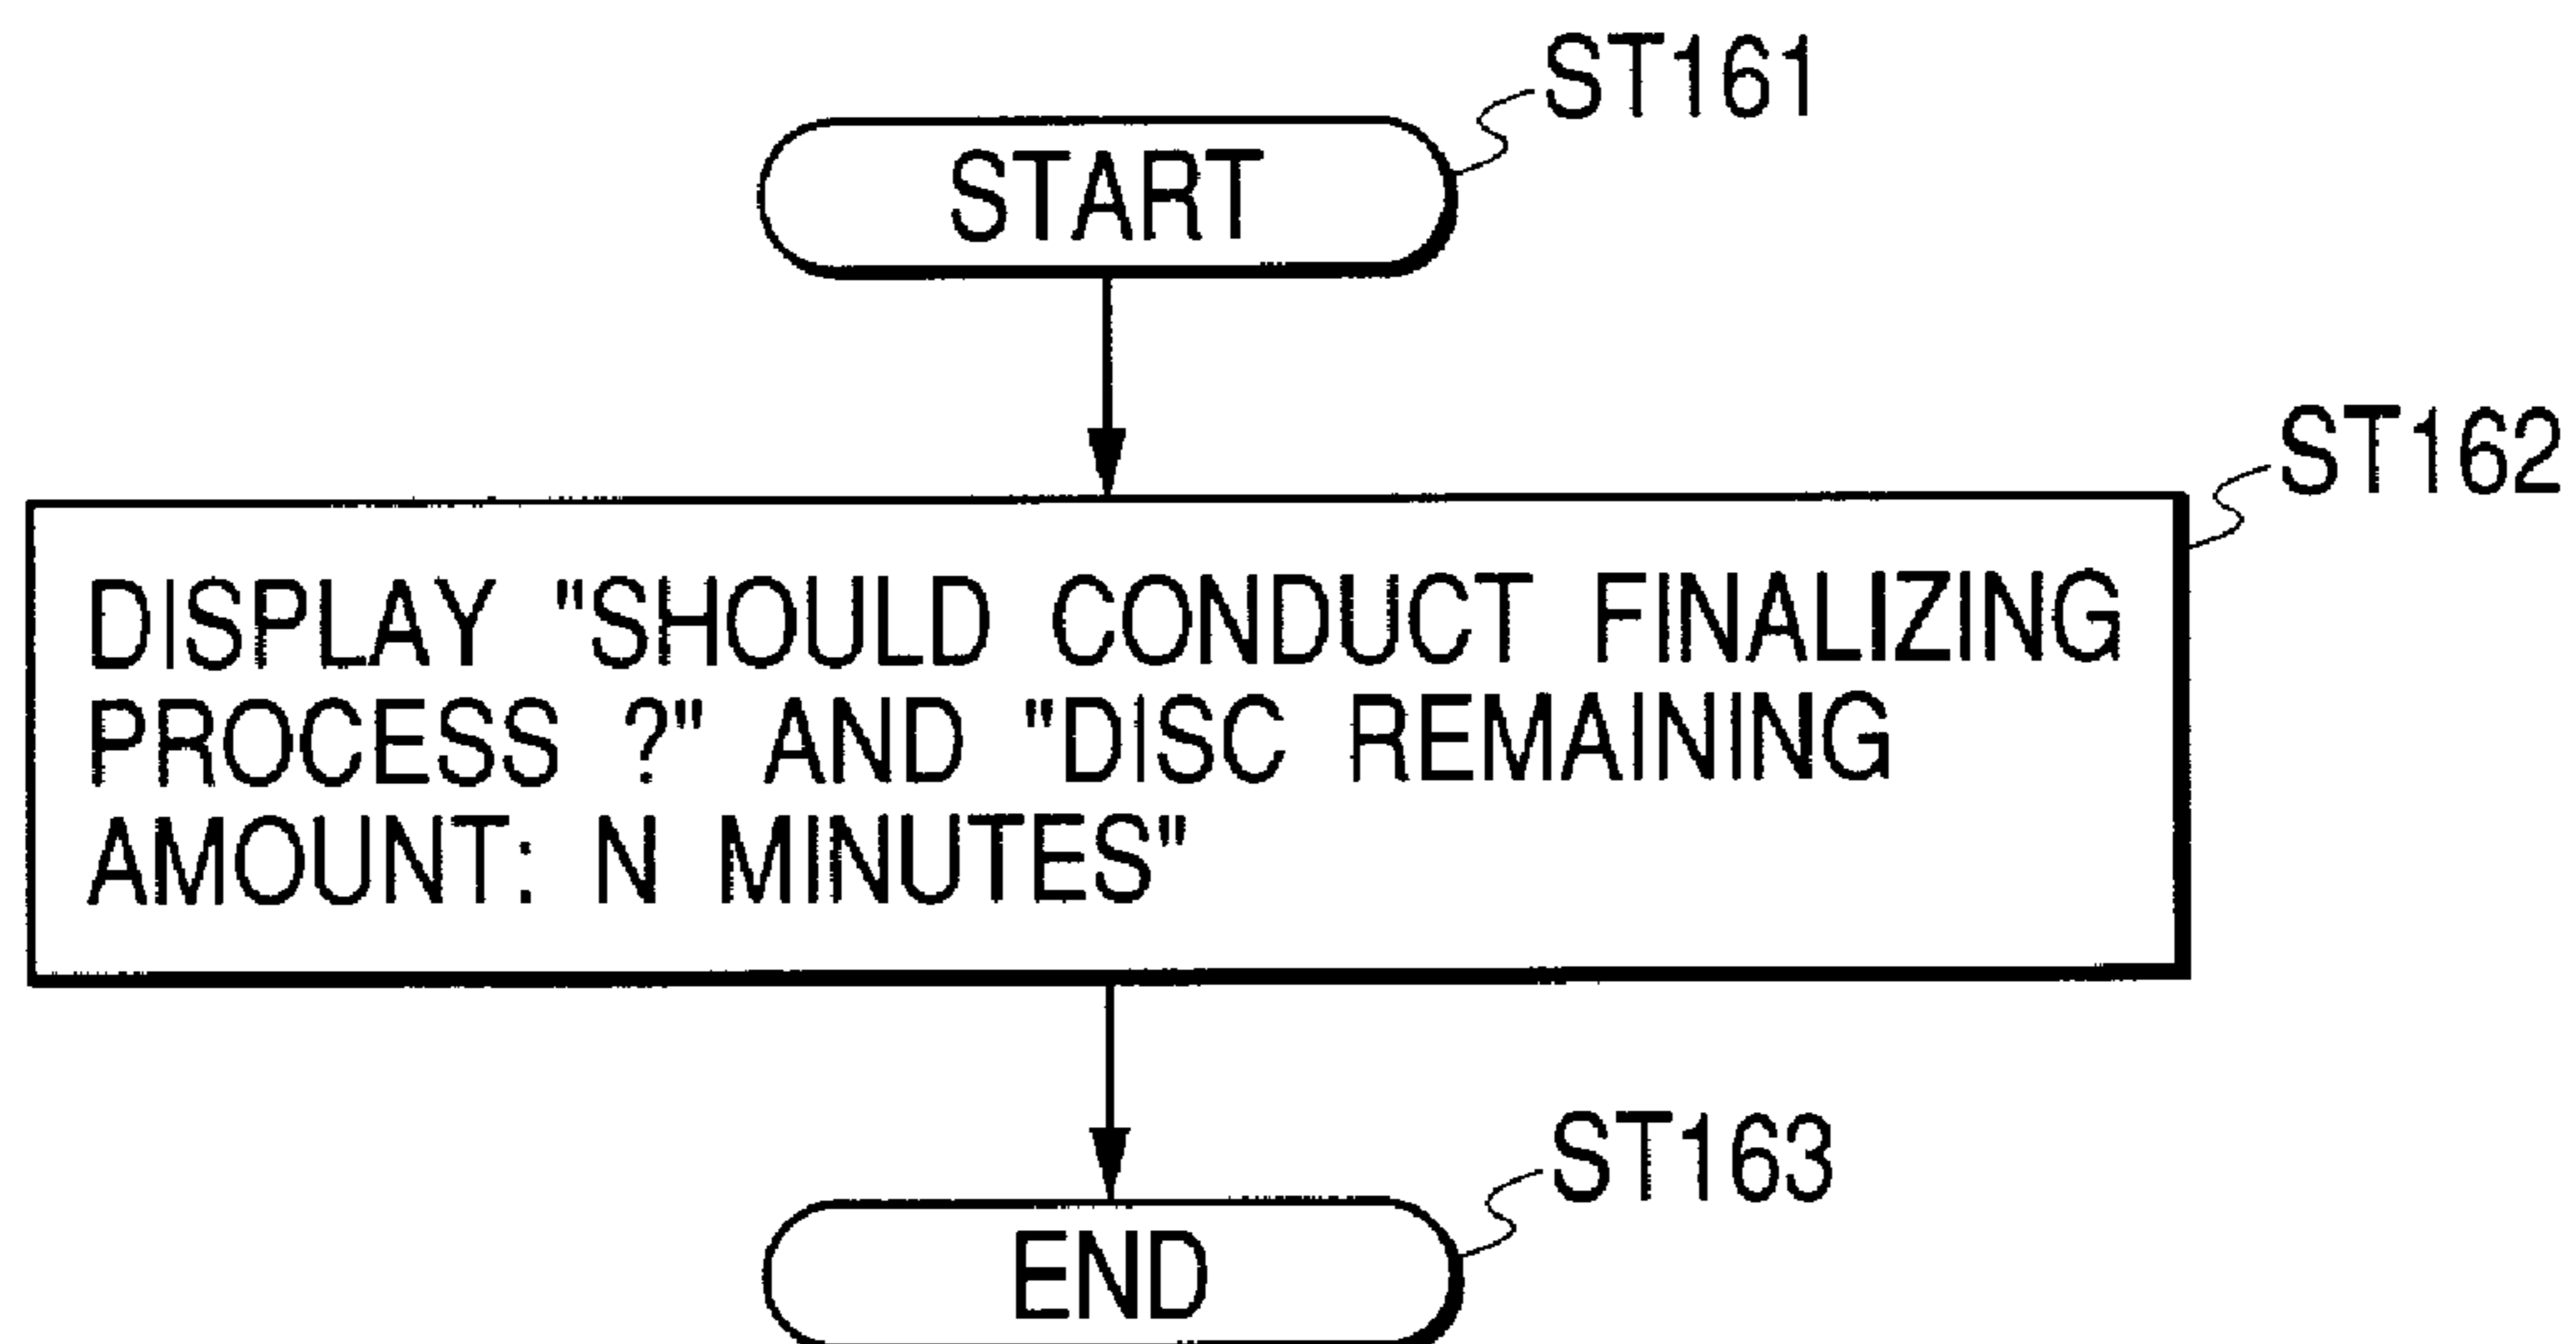 ST161
START
ST162
DISPLAY "SHOULD CONDUCT FINALIZING
PROCESS ?" AND "DISC REMAINING
AMOUNT: N MINUTES"
ST163
END